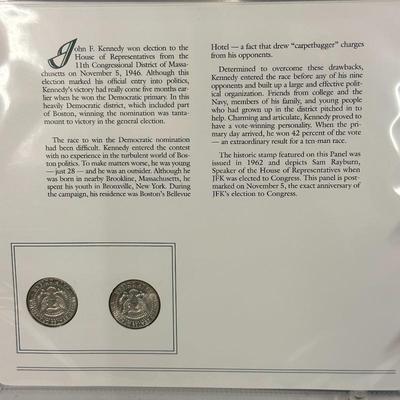 John F. Kennedy won election to the
House of Representatives from the
11th Congressional District of Massa-
chusetts on November 5, 1946. Although this
election marked his official entry into politics,
Kennedy's victory had really come five months ear-
lier when he won the Democratic primary. In this
heavily Democratic district, which included part
of Boston, winning the nomination was tanta-
mount to victory in the general election.
The race to win the Democratic nomination
had been difficult. Kennedy entered the contest
with no experience in the turbulent world of Bos-
ton politics. To make matters worse, he was young
— just 28 — and he was an outsider. Although he
was born in nearby Brookline, Massachusetts, he
spent his youth in Bronxville, New York. During
the campaign, his residence was Boston's Bellevue
Hotel — a fact that drew "carpetbagger" charges
from his opponents.
Determined to overcome these drawbacks,
Kennedy entered the race before any of his nine
opponents and built up a large and effective polit-
ical organization. Friends from college and the
Navy, members of his family, and young people
who had grown up in the district pitched in to
help. Charming and articulate, Kennedy proved to
have a vote-winning personality. When the pri-
mary day arrived, he won 42 percent of the vote
— an extraordinary result for a ten-man race.
The historic stamp featured on this Panel was
issued in 1962 and depicts Sam Rayburn,
Speaker of the House of Representatives when
JFK was elected to Congress. This panel is post-
marked on November 5, the exact anniversary of
JFK's election to Congress.